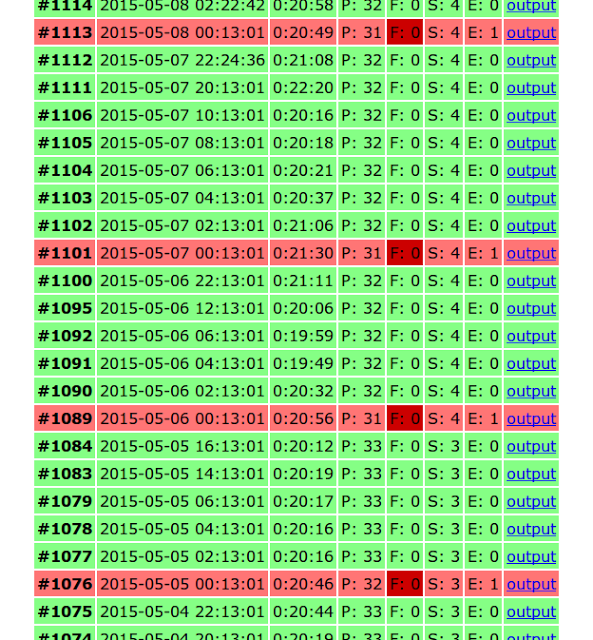 #1114 2015-05-08 02:22:42 0:20:58 P: 32 F: 0 S: 4 E: 0 output
#1113 2015-05-08 00:13:01 0:20:49 P: 31 F: 0 S: 4 E: 1 output
#1112 2015-05-07 22:24:36 0:21:08 P: 32 F: 0 S: 4 E: 0 output
#1111 2015-05-07 20:13:01 0:22:20 P: 32 F: 0 S: 4 E: 0 output
#1106 2015-05-07 10:13:01 0:20:16 P: 32 F: 0 S: 4 E: 0 output
#1105 2015-05-07 08:13:01 0:20:18 P: 32 F: 0 S: 4 E: 0 output
#1104 2015-05-07 06:13:01 0:20:21 P: 32 F: 0 S: 4 E: 0 output
#1103 2015-05-07 04:13:01 0:20:37 P: 32 F: 0 S: 4 E: 0 output
#1102 2015-05-07 02:13:01 0:21:06 P: 32 F: 0 S: 4 E: 0 output
#1101 2015-05-07 00:13:01 0:21:30 P: 31 F: 0 S: 4 E: 1 output
#1100 2015-05-06 22:13:01 0:21:11 P: 32 F: 0 S: 4 E: 0 output
#1095 2015-05-06 12:13:01 0:20:06 P: 32 F: 0 S: 4 E: 0 output
#1092 2015-05-06 06:13:01 0:19:59 P: 32 F: 0 S: 4 E: 0 output
#1091 2015-05-06 04:13:01 0:19:49 P: 32 F: 0 S: 4 E: 0 output
#1090 2015-05-06 02:13:01 0:20:32 P: 32 F: 0 S: 4 E: 0 output
#1089 2015-05-06 00:13:01 0:20:56 P: 31 F: 0 S: 4 E: 1 output
#1084 2015-05-05 16:13:01 0:20:12 P: 33 F: 0 S: 3 E: 0 output
#1083 2015-05-05 14:13:01 0:20:19 P: 33 F: 0 S: 3 E: 0 output
#1079 2015-05-05 06:13:01 0:20:17 P: 33 F: 0 S: 3 E: 0 output
#1078 2015-05-05 04:13:01 0:20:16 P: 33 F: 0 S: 3 E: 0 output
#1077 2015-05-05 02:13:01 0:20:16 P: 33 F: 0 S: 3 E: 0 output
#1076 2015-05-05 00:13:01 0:20:46 P: 32 F: 0 S: 3 E: 1 output
#1075 2015-05-04 22:13:01 0:20:44 P: 33 F: 0 S: 3 E: 0 output
#1074 2015-05-04 20:13:01 0:20:19 P: 33 F: 0 S: 3 E: 0 output